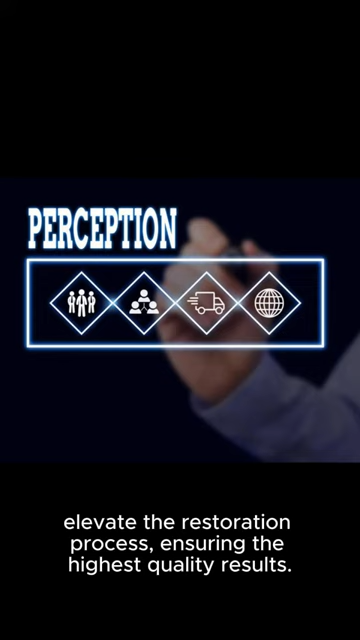 PERCEPTION
elevate the restoration
process, ensuring the
highest quality results.